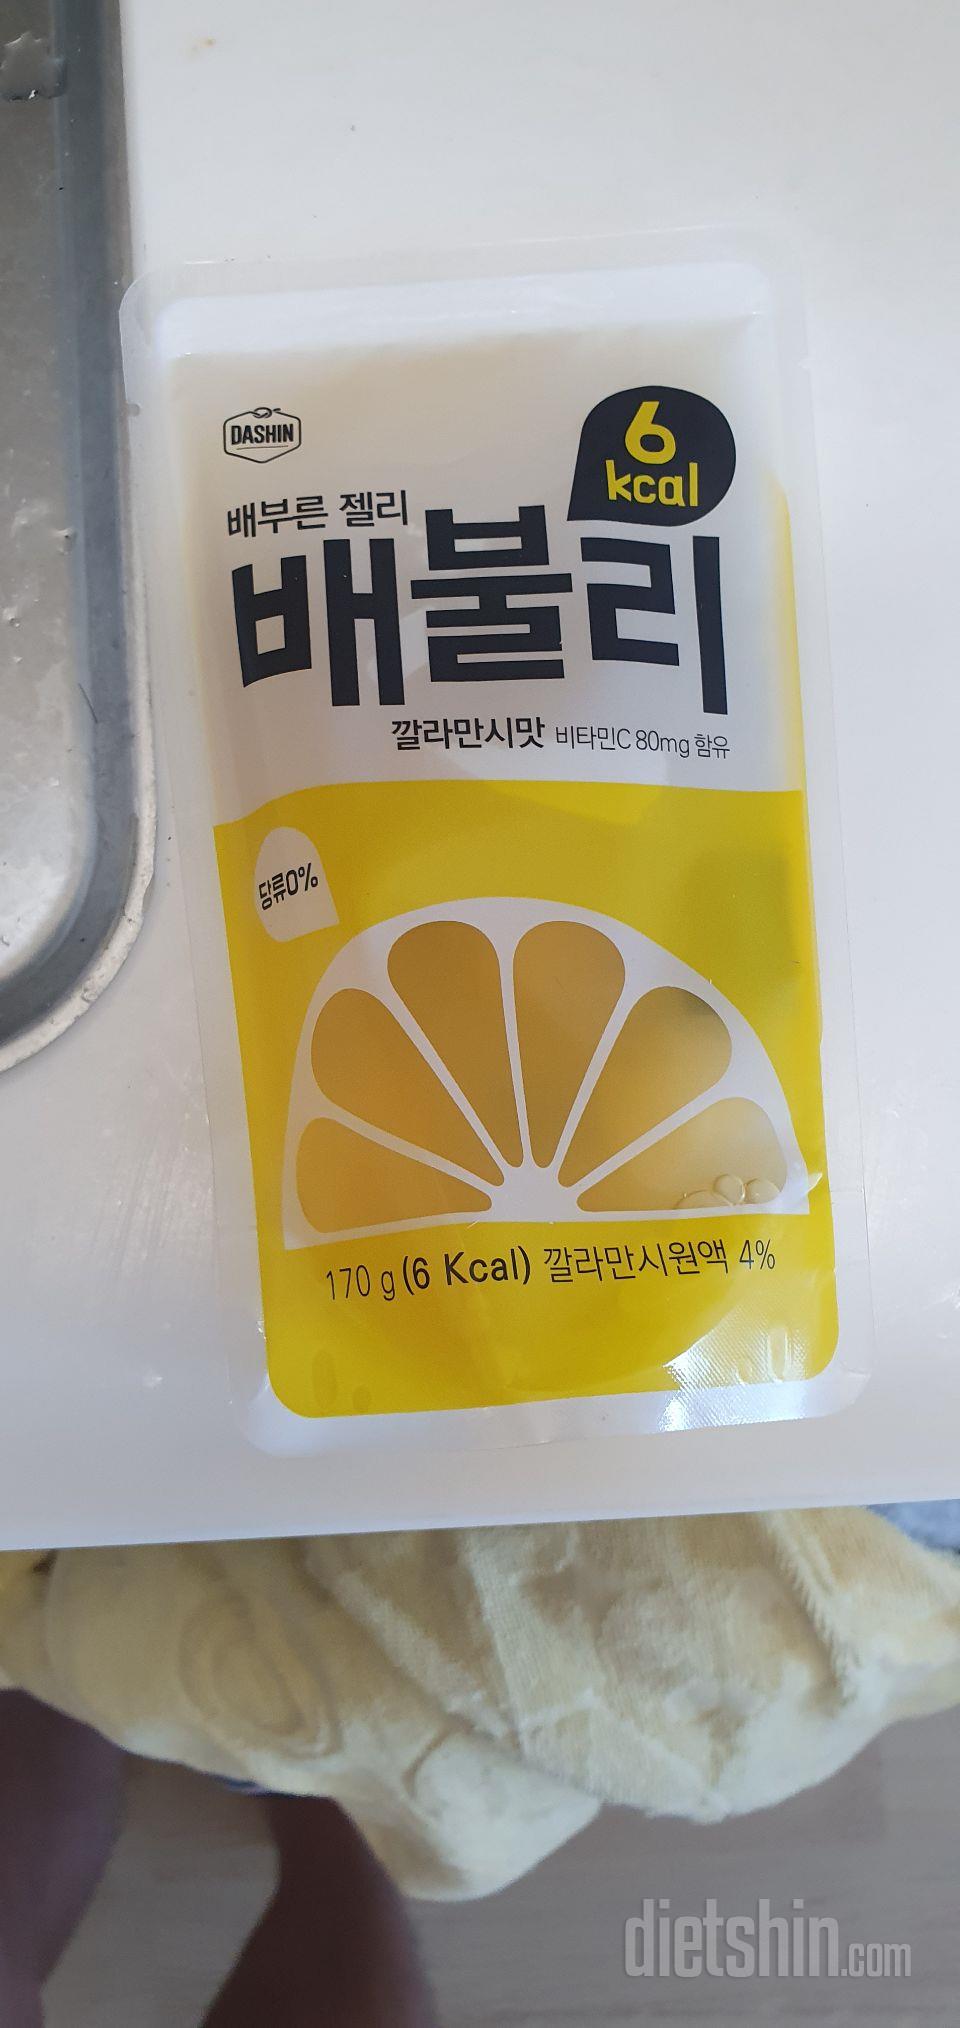 DASHIN
6
kcal
배부른 젤리
배불리
깔라만시맛 비타민C 80mg 함유
당류0%
170 g (6 Kcal) 깔라만시원액 4%
dietshin.com